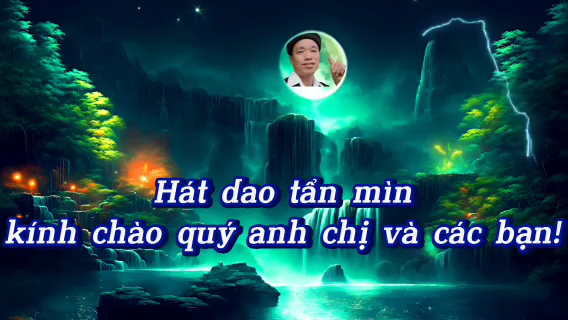 Hát dao tẩn mìn
kính chào quý anh chị và các bạn!